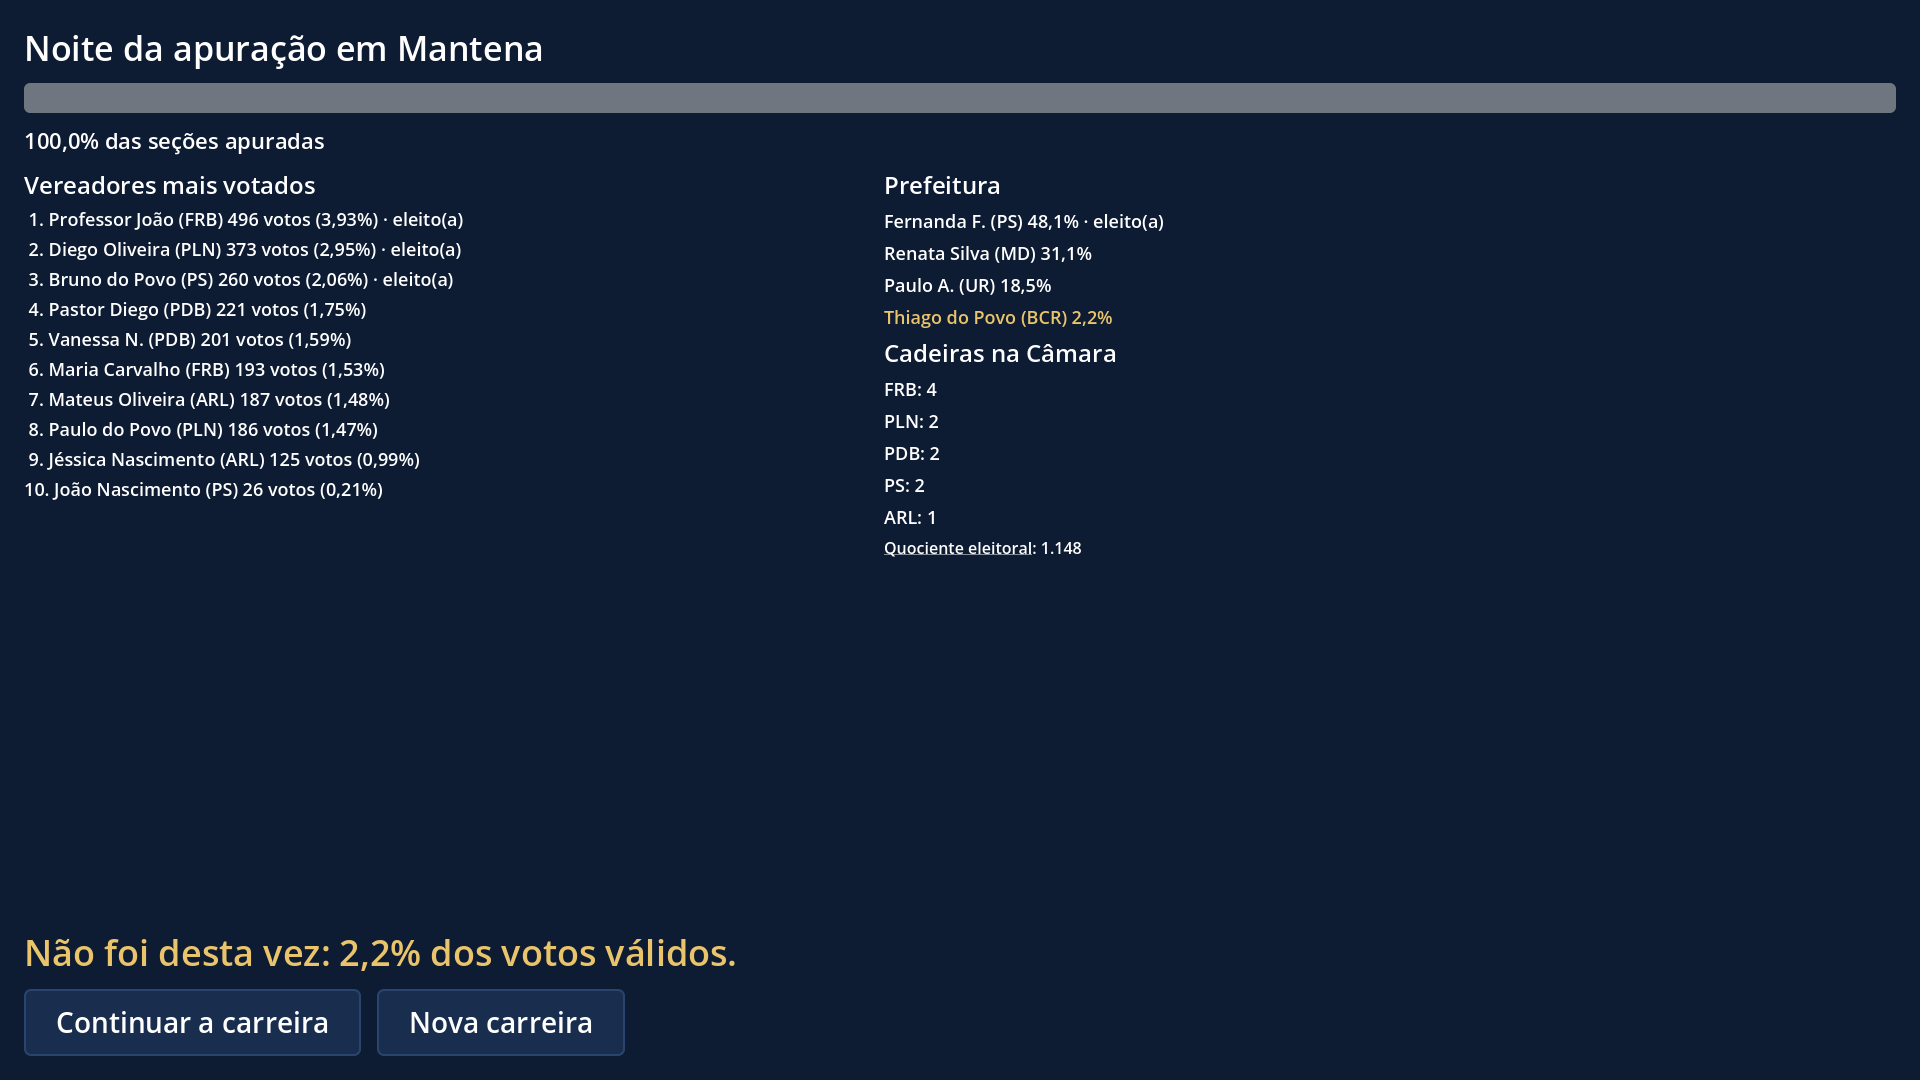 Noite da apuração em Mantena
100,0% das seções apuradas
Vereadores mais votados
1. Professor João (FRB) 496 votos (3,93%) · eleito(a)
2. Diego Oliveira (PLN) 373 votos (2,95%) · eleito(a)
3. Bruno do Povo (PS) 260 votos (2,06%) · eleito(a)
4. Pastor Diego (PDB) 221 votos (1,75%)
5. Vanessa N. (PDB) 201 votos (1,59%)
6. Maria Carvalho (FRB) 193 votos (1,53%)
7. Mateus Oliveira (ARL) 187 votos (1,48%)
8. Paulo do Povo (PLN) 186 votos (1,47%)
9. Jéssica Nascimento (ARL) 125 votos (0,99%)
10. João Nascimento (PS) 26 votos (0,21%)
Prefeitura
Fernanda F. (PS) 48,1% · eleito(a)
Renata Silva (MD) 31,1%
Paulo A. (UR) 18,5%
Thiago do Povo (BCR) 2,2%
Cadeiras na Câmara
FRB: 4
PLN: 2
PDB: 2
PS: 2
ARL: 1
Quociente eleitoral: 1.148
Não foi desta vez: 2,2% dos votos válidos.
Continuar a carreira
Nova carreira